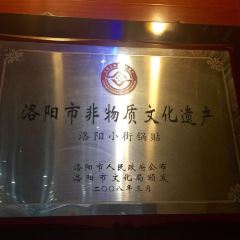 洛阳市非物质文化遗产
洛阳小街锅贴
洛阳市人民政府公布
洛阳市文化局颁发
二〇〇八年三月